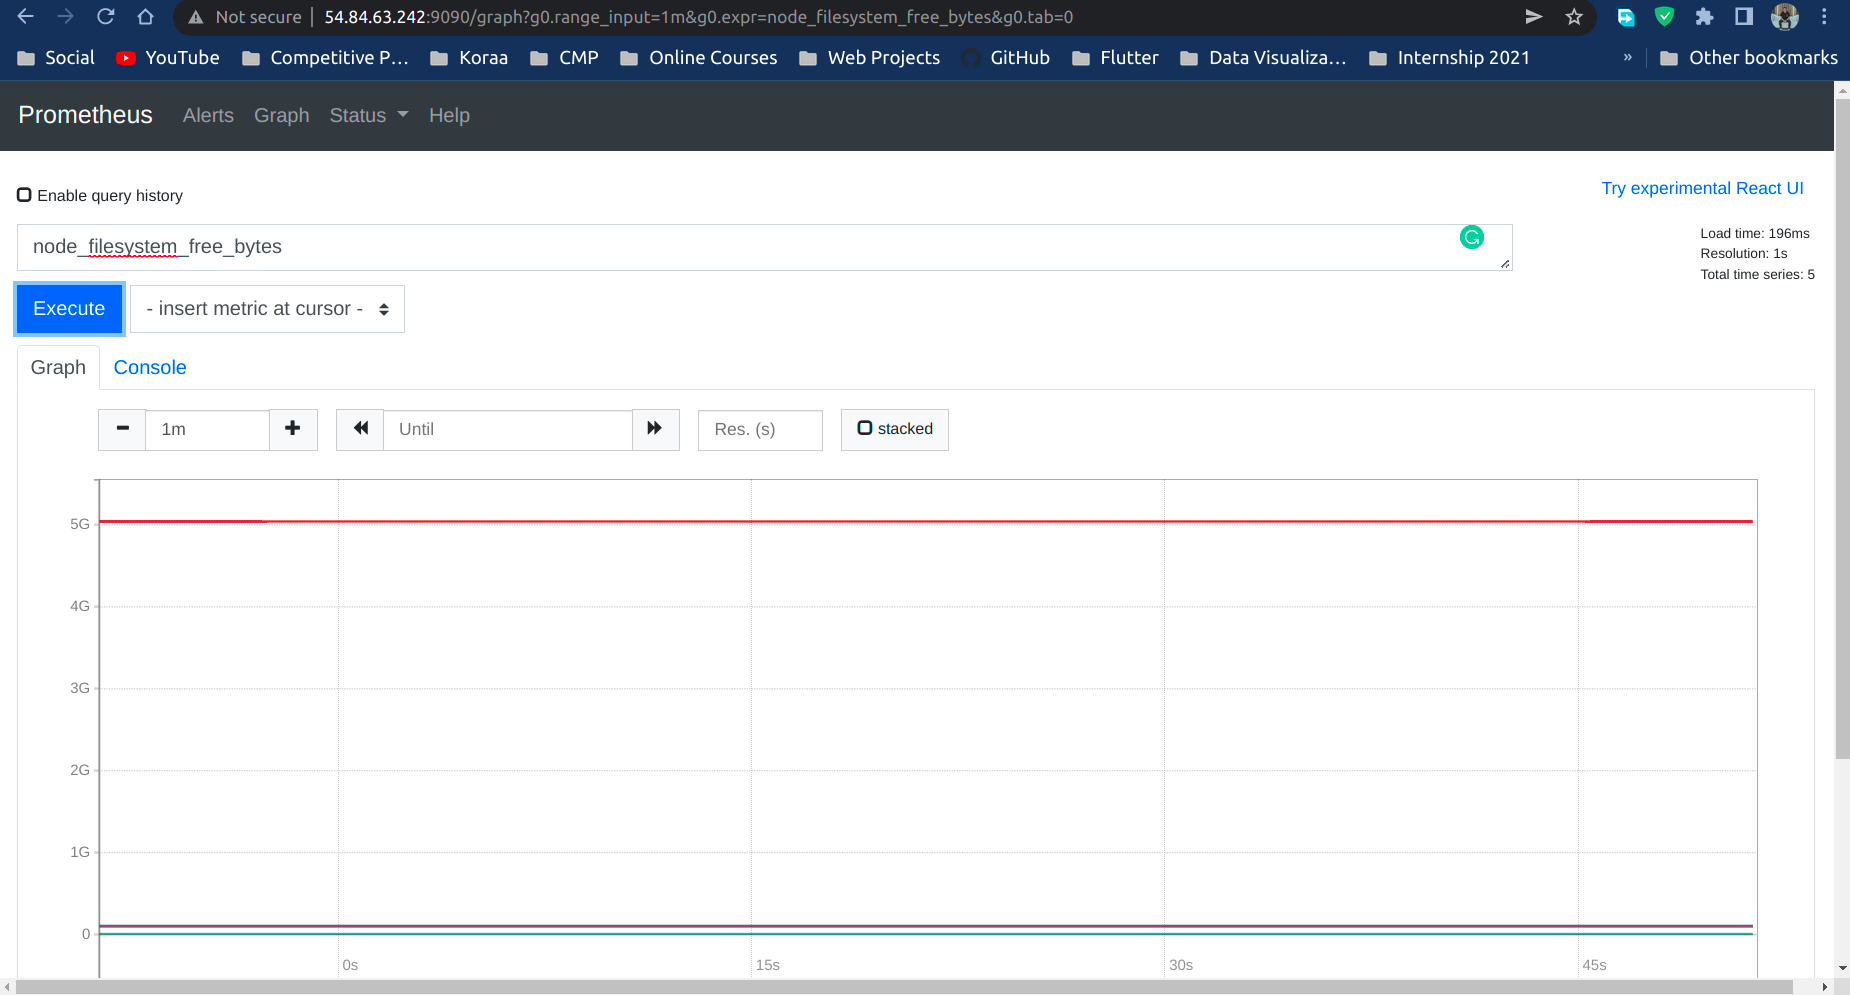 Not secure | 54.84.63.242:9090/graph?g0.range_input=1m&g0.expr=node_filesystem_free_bytes&g0.tab=0
Social YouTube Competitive P... Koraa CMP Online Courses Web Projects GitHub Flutter Data Visualiza... Internship 2021 » Other bookmarks
Prometheus Alerts Graph Status Help
Enable query history
Try experimental React UI
node_filesystem_free_bytes
Load time: 196ms
Resolution: 1s
Total time series: 5
Execute - insert metric at cursor -
Graph Console
1m Until Res. (s) stacked
5G
4G
3G
2G
1G
0
0s 15s 30s 45s